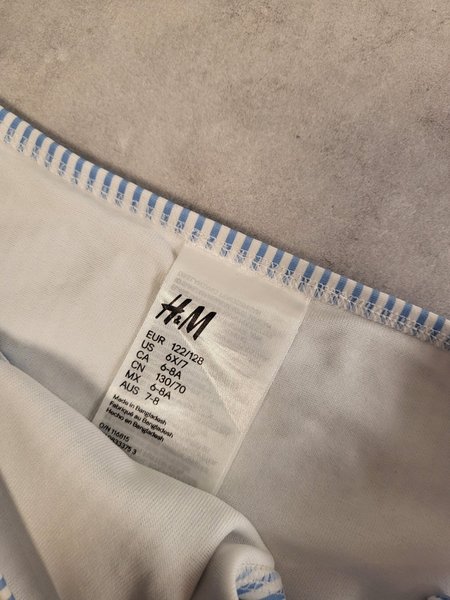 H&M
EUR 122/128
US 6X/7
CA 6-8A
CN 130/70
MX 6-8A
AUS 7-8
Made in Bangladesh
Fabriqué au Bangladesh
Hecho en Bangladesh
O/N 115815